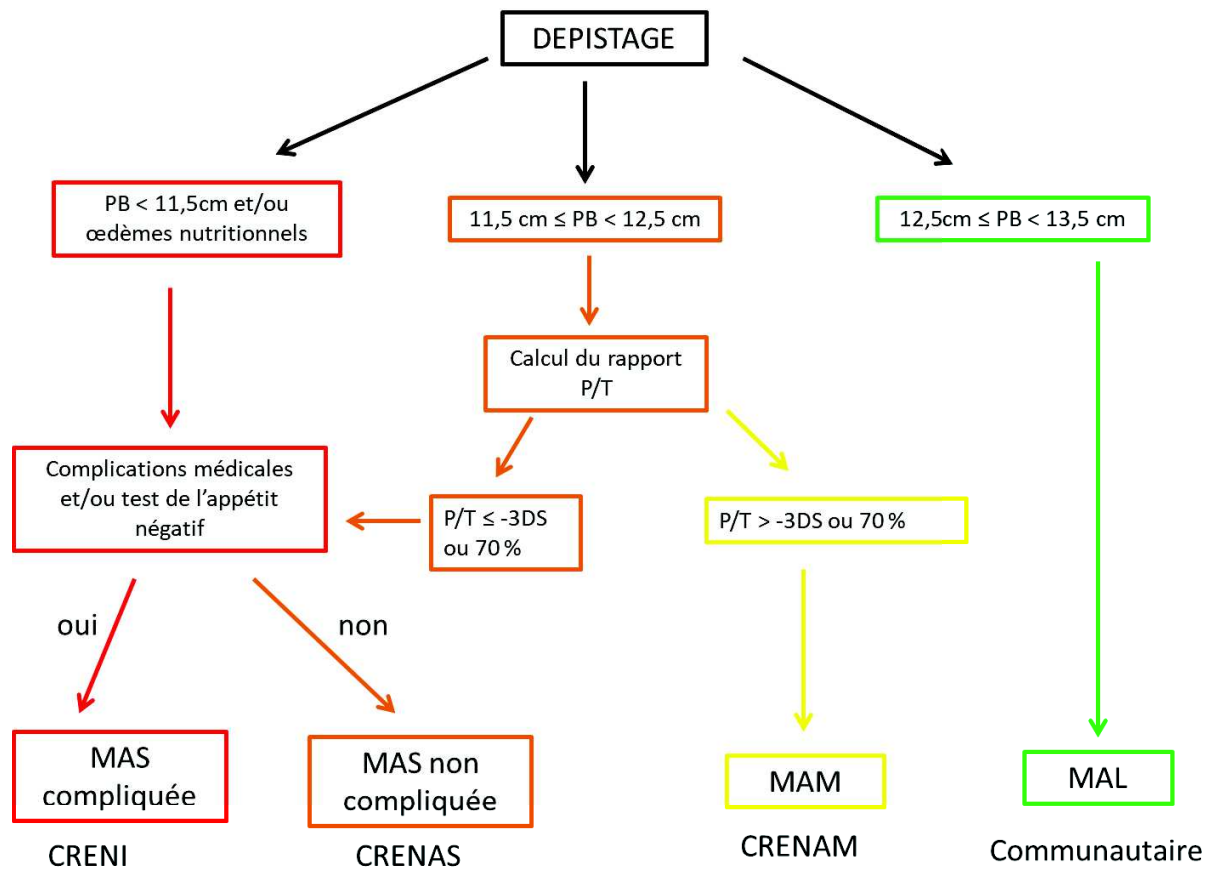 DEPISTAGE
PB < 11,5cm et/ou
œdèmes nutritionnels
11,5 cm ≤ PB < 12,5 cm
12,5cm ≤ PB < 13,5 cm
Calcul du rapport
P/T
Complications médicales
et/ou test de l’appétit
négatif
P/T ≤ -3DS
ou 70 %
P/T > -3DS ou 70 %
oui
non
MAS
compliquée
MAS non
compliquée
MAM
MAL
CRENI
CRENAS
CRENAM
Communautaire